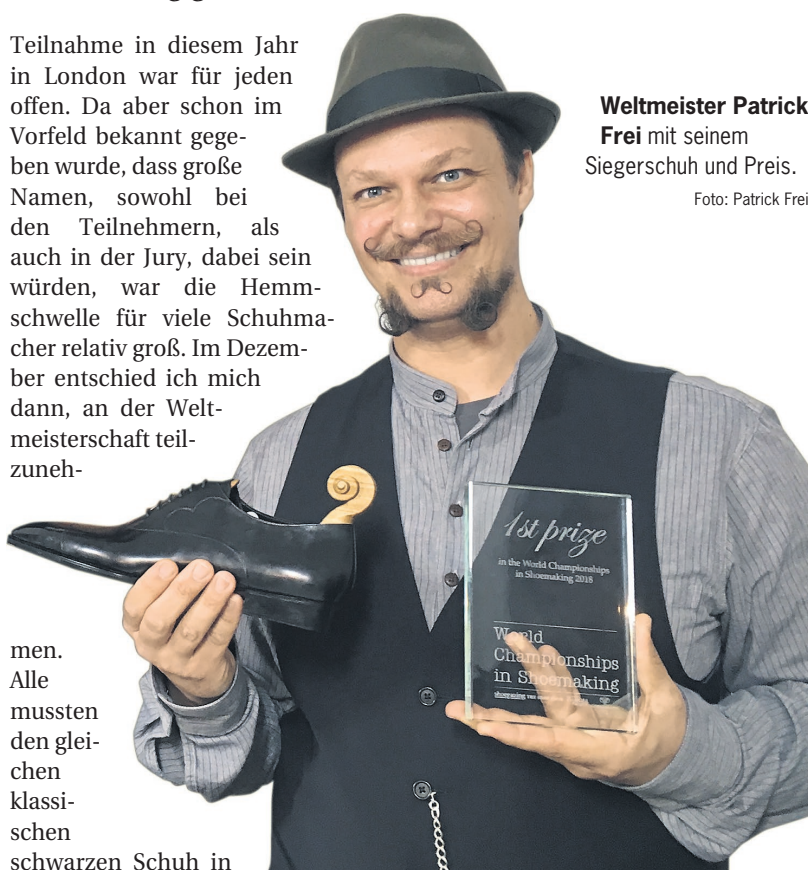 Teilnahme in diesem Jahr
in London war für jeden
offen. Da aber schon im
Vorfeld bekannt gege-
ben wurde, dass große
Namen, sowohl bei
den Teilnehmern, als
auch in der Jury, dabei sein
würden, war die Hemm-
schwelle für viele Schuhma-
cher relativ groß. Im Dezem-
ber entschied ich mich
dann, an der Welt-
meisterschaft teil-
zuneh-
men.
Alle
mussten
den glei-
chen
klassi-
schen
schwarzen Schuh in
Weltmeister Patrick
Frei mit seinem
Siegerschuh und Preis.
Foto: Patrick Frei
1st prize
in the World Championships
in Shoemaking 2018
World
Championships
in Shoemaking
shoemaking